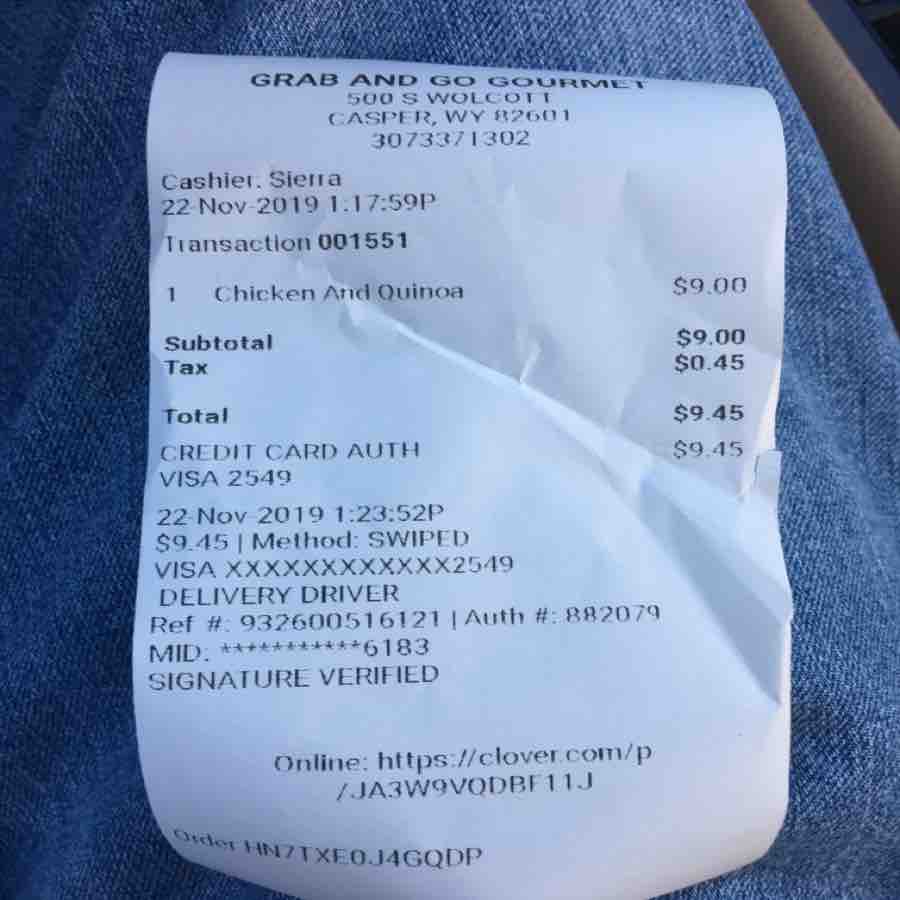 GRAB AND GO GOURMET
500 S WOLCOTT
CASPER, WY 82601
3073371302
Cashier: Sierra
22-Nov-2019 1:17:59P
Transaction 001551
1 Chicken And Quinoa $9.00
Subtotal $9.00
Tax $0.45
Total $9.45
CREDIT CARD AUTH $9.45
VISA 2549
22-Nov-2019 1:23:52P
$9.45 | Method: SWIPED
VISA XXXXXXXXXXXX2549
DELIVERY DRIVER
Ref #: 932600516121 | Auth #: 882079
MID: ***********6183
SIGNATURE VERIFIED
Online: https://clover.com/p
/JA3W9VQDBF11J
Order HN7TXE0J4GQDP